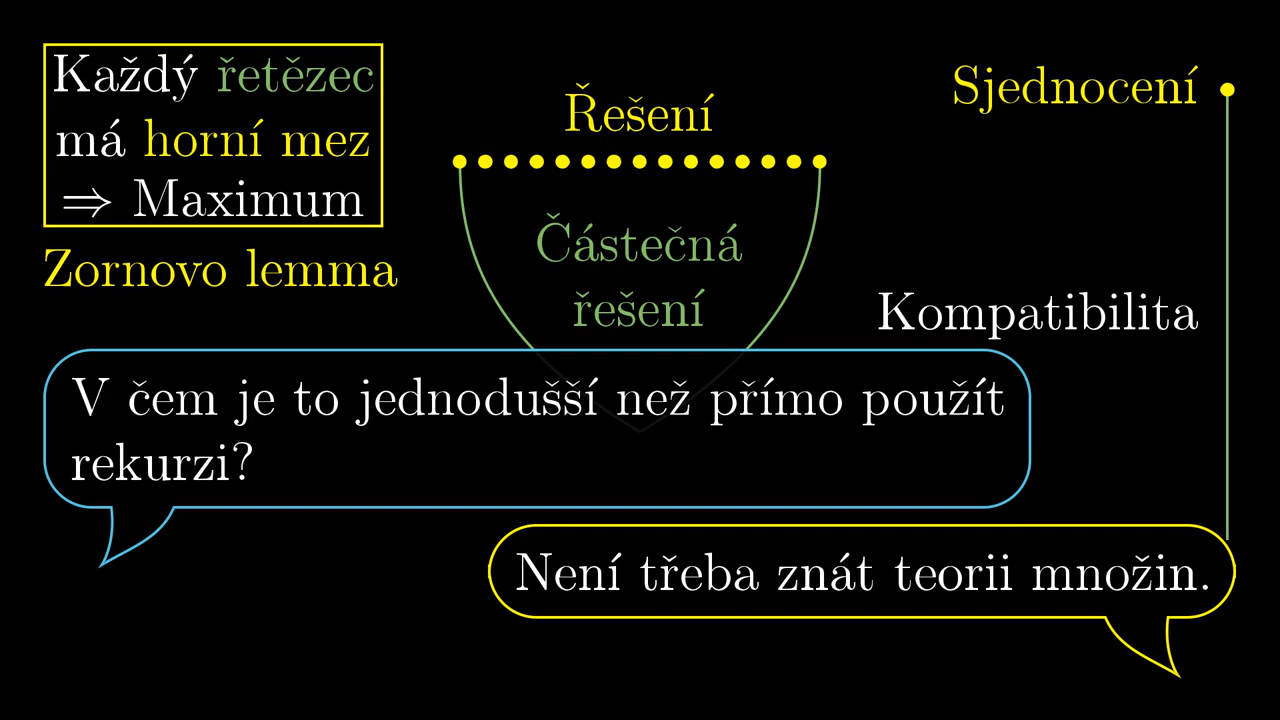 Každý řetězec
má horní mez
⇒ Maximum
Zornovo lemma
Řešení
Částečná
řešení
Sjednocení
Kompatibilita
V čem je to jednodušší než přímo použít
rekurzi?
Není třeba znát teorii množin.